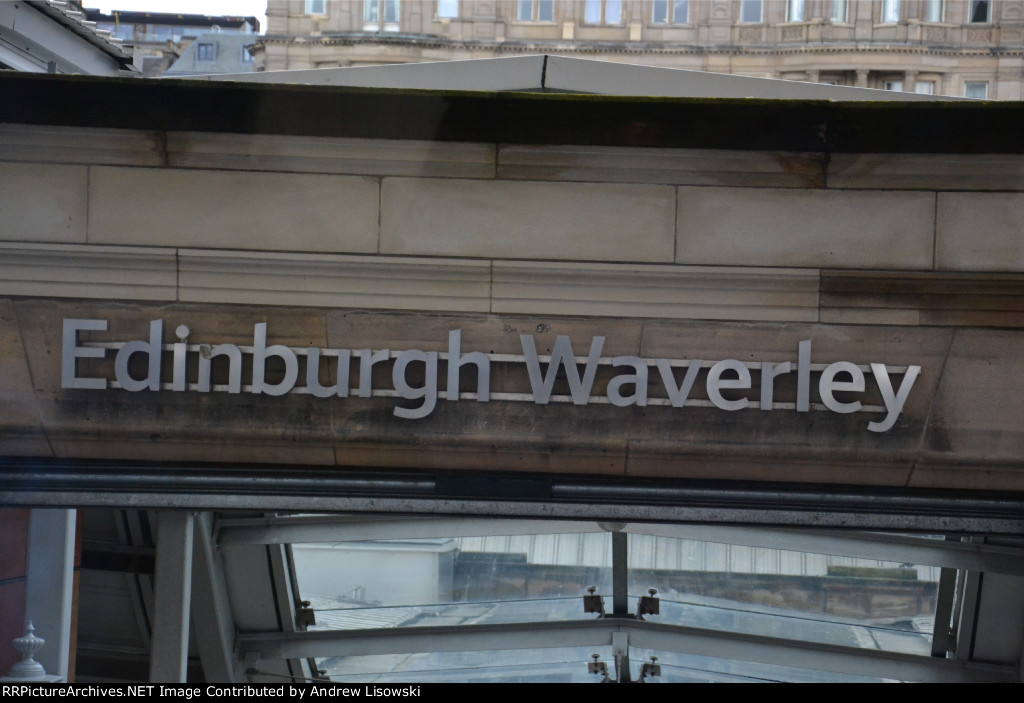 Edinburgh Waverley
RRPictureArchives.NET Image Contributed by Andrew Lisowski